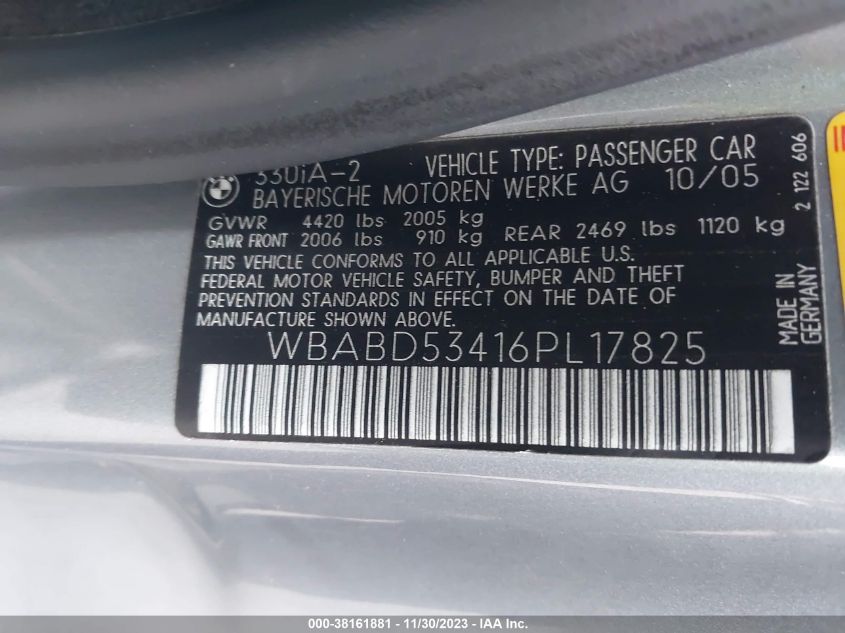 330iA-2 VEHICLE TYPE: PASSENGER CAR
BAYERISCHE MOTOREN WERKE AG 10/05
GVWR 4420 lbs 2005 kg
GAWR FRONT 2006 lbs 910 kg REAR 2469 lbs 1120 kg
THIS VEHICLE CONFORMS TO ALL APPLICABLE U.S.
FEDERAL MOTOR VEHICLE SAFETY, BUMPER AND THEFT
PREVENTION STANDARDS IN EFFECT ON THE DATE OF
MANUFACTURE SHOWN ABOVE.
WBABD53416PL17825
2 122 606
MADE IN
GERMANY
000-38161881 - 11/30/2023 - IAA Inc.